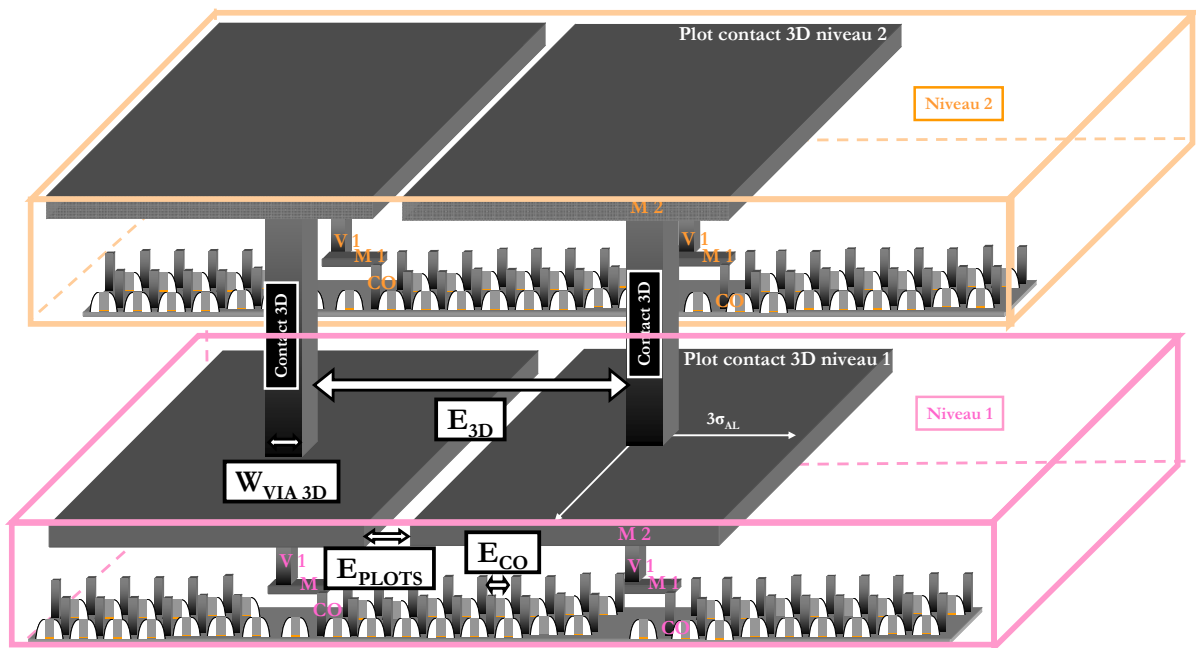 Plot contact 3D niveau 2
Niveau 2
M 2
V 1
M 1
CO
V 1
M 1
CO
Contact 3D
Contact 3D
Plot contact 3D niveau 1
Niveau 1
E3D
3σAL
WVIA 3D
M 2
V 1
M
CO
EPLOTS
ECO
V 1
M 1
CO